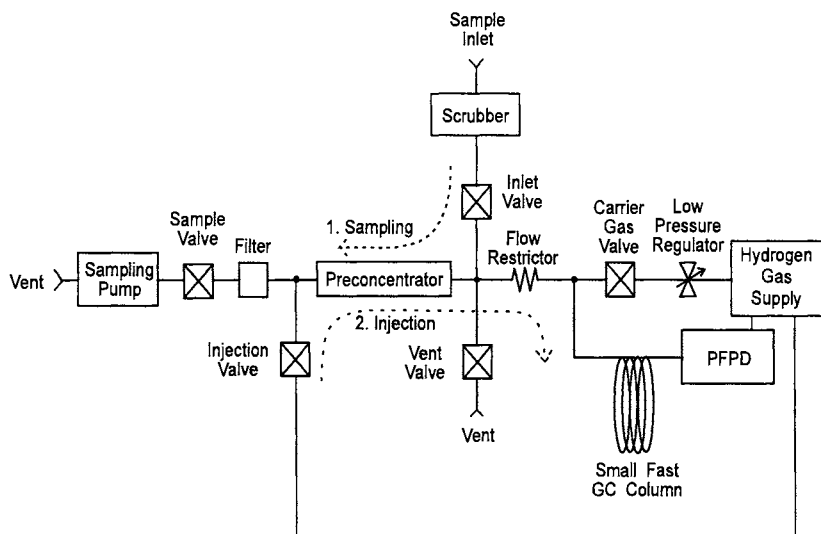 Sample
Inlet
Scrubber
Inlet
Valve
1. Sampling
Sample
Valve
Filter
Flow
Restrictor
Carrier
Gas
Valve
Low
Pressure
Regulator
Hydrogen
Gas
Supply
Vent
Sampling
Pump
Preconcentrator
2. Injection
Injection
Valve
Vent
Valve
PFPD
Vent
Small Fast
GC Column